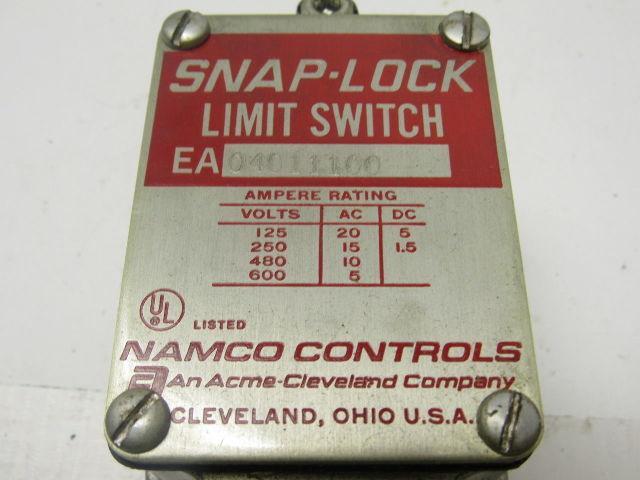 SNAP-LOCK
LIMIT SWITCH
EA 04011100
AMPERE RATING
VOLTS AC DC
125 20 5
250 15 1.5
480 10
600 5
UL
®
LISTED
NAMCO CONTROLS
An Acme-Cleveland Company
CLEVELAND, OHIO U.S.A.